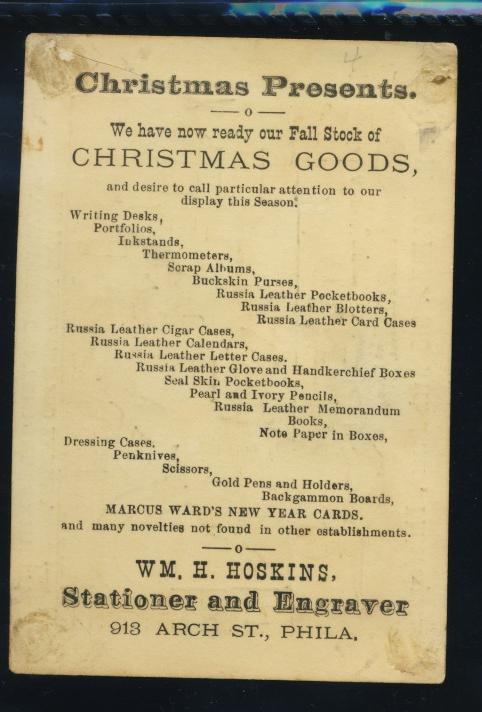 4
Christmas Presents.
— o —
We have now ready our Fall Stock of
CHRISTMAS GOODS,
and desire to call particular attention to our
display this Season.
Writing Desks,
Portfolios,
Inkstands,
Thermometers,
Scrap Albums,
Buckskin Purses,
Russia Leather Pocketbooks,
Russia Leather Blotters,
Russia Leather Card Cases
Russia Leather Cigar Cases,
Russia Leather Calendars,
Russia Leather Letter Cases.
Russia Leather Glove and Handkerchief Boxes
Seal Skin Pocketbooks,
Pearl and Ivory Pencils,
Russia Leather Memorandum
Books,
Note Paper in Boxes,
Dressing Cases.
Penknives,
Scissors,
Gold Pens and Holders,
Backgammon Boards,
MARCUS WARD'S NEW YEAR CARDS.
and many novelties not found in other establishments.
— o —
WM. H. HOSKINS,
Stationer and Engraver
913 ARCH ST., PHILA.